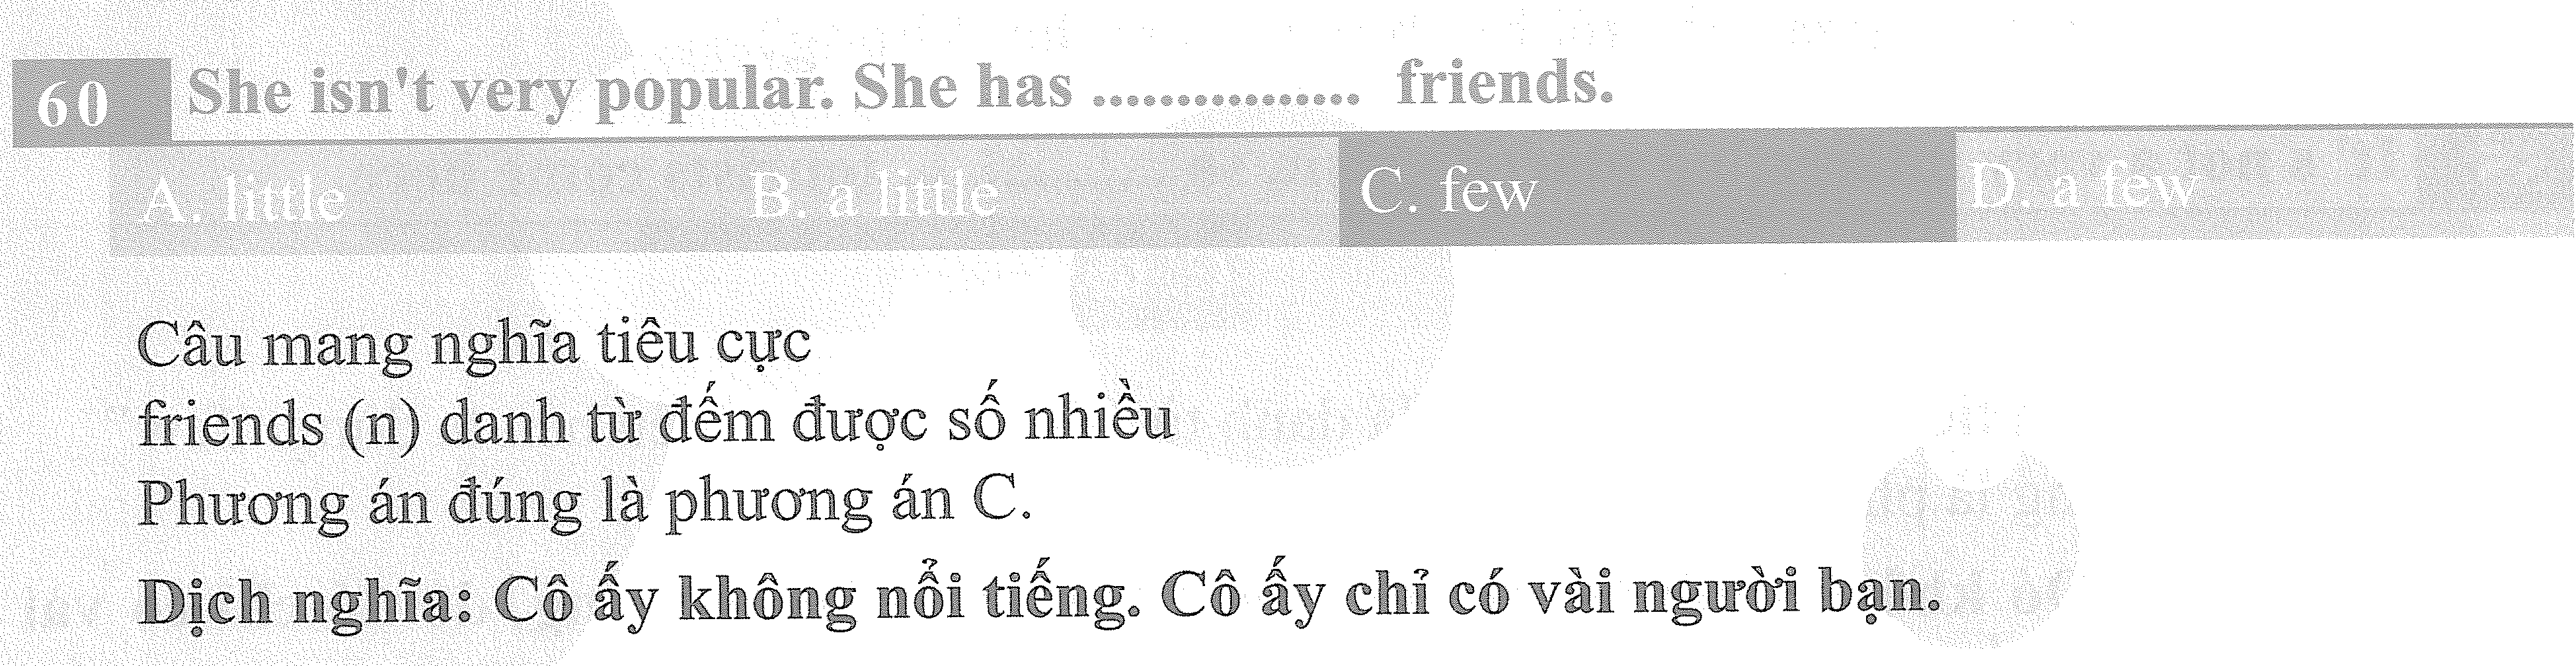 60 She isn't very popular. She has ................ friends.
A. little B. a little C. few D. a few
Câu mang nghĩa tiêu cực
friends (n) danh từ đếm được số nhiều
Phương án đúng là phương án C.
Dịch nghĩa: Cô ấy không nổi tiếng. Cô ấy chỉ có vài người bạn.